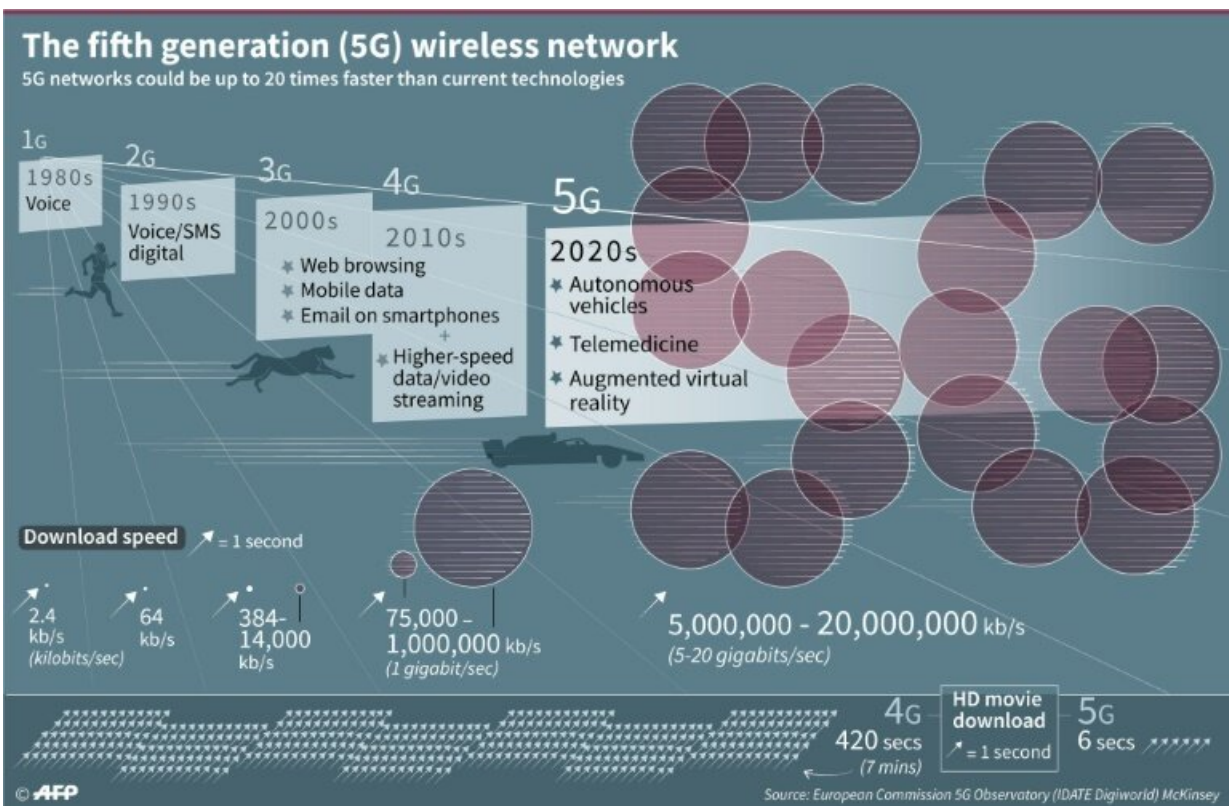 The fifth generation (5G) wireless network
5G networks could be up to 20 times faster than current technologies
1G
1980s
Voice
2G
1990s
Voice/SMS
digital
3G
2000s
Web browsing
Mobile data
Email on smartphones
4G
2010s
+
Higher-speed
data/video
streaming
5G
2020s
Autonomous
vehicles
Telemedicine
Augmented virtual
reality
Download speed
= 1 second
2.4
kb/s
(kilobits/sec)
64
kb/s
384-
14,000
kb/s
75,000 –
1,000,000 kb/s
(1 gigabit/sec)
5,000,000 - 20,000,000 kb/s
(5-20 gigabits/sec)
4G
420 secs
(7 mins)
HD movie
download
= 1 second
5G
6 secs
© AFP
Source: European Commission 5G Observatory (IDATE Digiworld) McKinsey